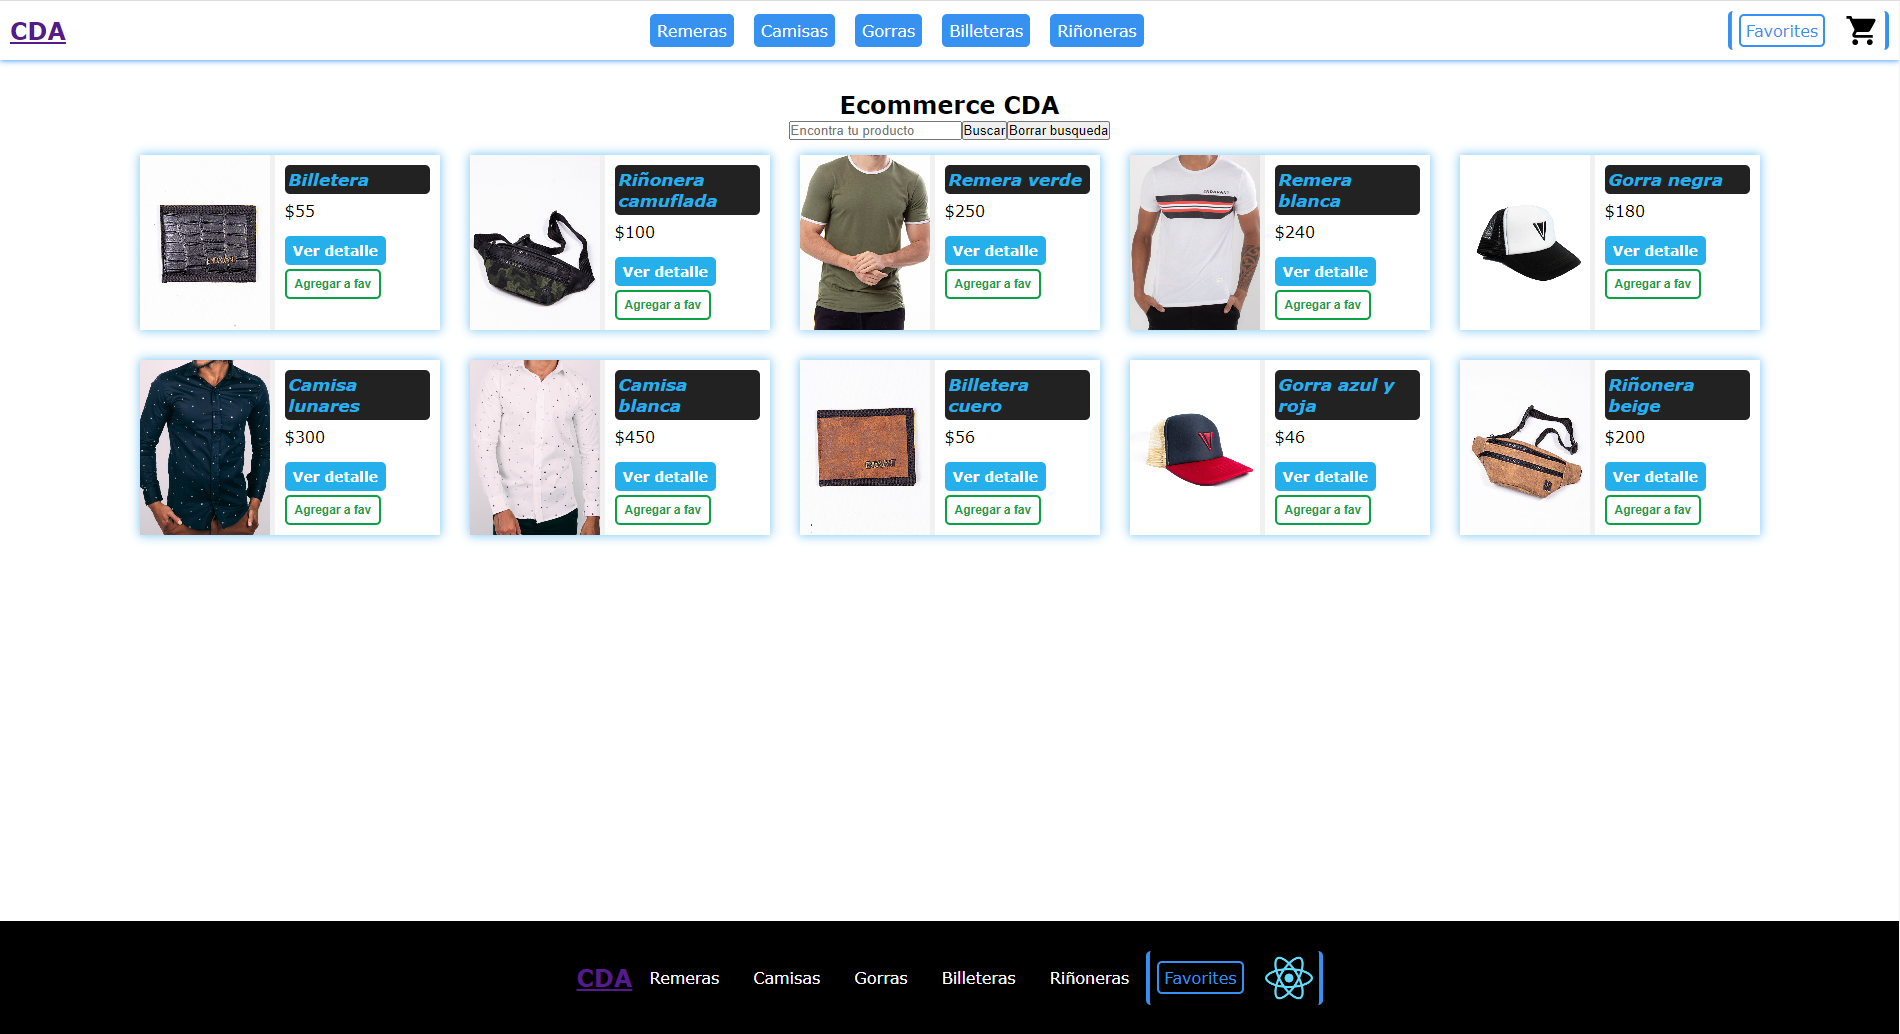 CDA
Remeras
Camisas
Gorras
Billeteras
Riñoneras
Favorites
Ecommerce CDA
Encontra tu producto
Buscar
Borrar busqueda
Billetera
$55
Ver detalle
Agregar a fav
Riñonera
camuflada
$100
Ver detalle
Agregar a fav
Remera verde
$250
Ver detalle
Agregar a fav
Remera
blanca
$240
Ver detalle
Agregar a fav
Gorra negra
$180
Ver detalle
Agregar a fav
Camisa
lunares
$300
Ver detalle
Agregar a fav
Camisa
blanca
$450
Ver detalle
Agregar a fav
Billetera
cuero
$56
Ver detalle
Agregar a fav
Gorra azul y
roja
$46
Ver detalle
Agregar a fav
Riñonera
beige
$200
Ver detalle
Agregar a fav
CDA
Remeras
Camisas
Gorras
Billeteras
Riñoneras
Favorites